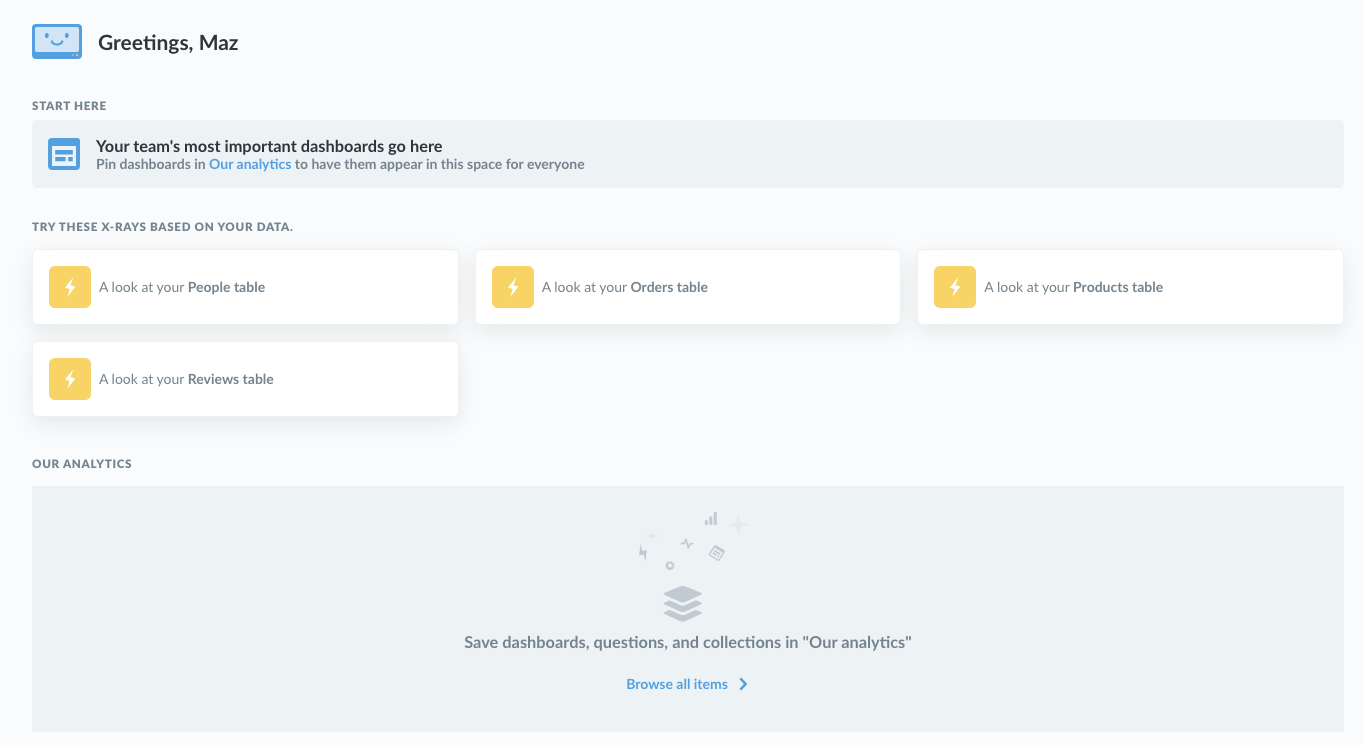 Greetings, Maz
START HERE
Your team's most important dashboards go here
Pin dashboards in Our analytics to have them appear in this space for everyone
TRY THESE X-RAYS BASED ON YOUR DATA.
A look at your People table
A look at your Orders table
A look at your Products table
A look at your Reviews table
OUR ANALYTICS
Save dashboards, questions, and collections in "Our analytics"
Browse all items